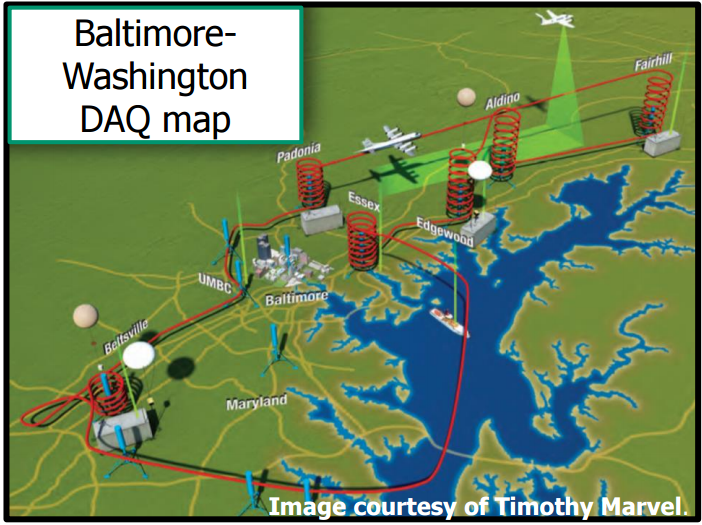 Baltimore-
Washington
DAQ map
Fairhill
Aldino
Padonia
Essex
Edgewood
UMBC
Baltimore
Beltsville
Maryland
Image courtesy of Timothy Marvel.